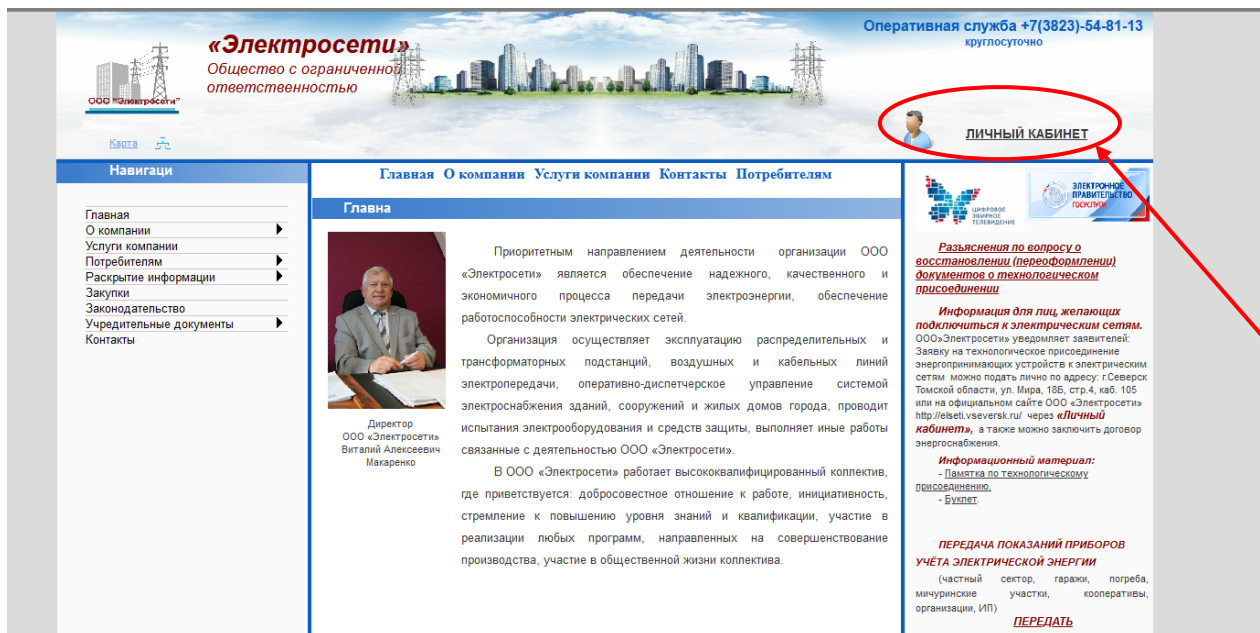 «Электросети»
Общество с ограниченной
ответственностью
ООО "Электросети"
Карта
Оперативная служба +7(3823)-54-81-13
круглосуточно
ЛИЧНЫЙ КАБИНЕТ
Навигаци
Главная
О компании
Услуги компании
Потребителям
Раскрытие информации
Закупки
Законодательство
Учредительные документы
Контакты
Главная О компании Услуги компании Контакты Потребителям
Главна
Директор
ООО «Электросети»
Виталий Алексеевич
Макаренко
Приоритетным направлением деятельности организации ООО
«Электросети» является обеспечение надежного, качественного и
экономичного процесса передачи электроэнергии, обеспечение
работоспособности электрических сетей.
Организация осуществляет эксплуатацию распределительных и
трансформаторных подстанций, воздушных и кабельных линий
электропередачи, оперативно-диспетчерское управление системой
электроснабжения зданий, сооружений и жилых домов города, проводит
испытания электрооборудования и средств защиты, выполняет иные работы
связанные с деятельностью ООО «Электросети».
В ООО «Электросети» работает высококвалифицированный коллектив,
где приветствуется: добросовестное отношение к работе, инициативность,
стремление к повышению уровня знаний и квалификации, участие в
реализации любых программ, направленных на совершенствование
производства, участие в общественной жизни коллектива.
ЦИФРОВОЕ
ЭФИРНОЕ
ТЕЛЕВИДЕНИЕ
ЭЛЕКТРОННОЕ
ПРАВИТЕЛЬСТВО
ГОСУСЛУГИ
Разъяснения по вопросу о
восстановлении (переоформлении)
документов о технологическом
присоединении
Информация для лиц, желающих
подключиться к электрическим сетям.
ООО»Электросети» уведомляет заявителей:
Заявку на технологическое присоединение
энергопринимающих устройств к электрическим
сетям можно подать лично по адресу: г.Северск
Томской области, ул. Мира, 18Б, стр.4, каб. 105
или на официальном сайте ООО «Электросети»
http://elseti.vseversk.ru/ через «Личный
кабинет», а также можно заключить договор
энергоснабжения.
Информационный материал:
- Памятка по технологическому
присоединению.
- Буклет.
ПЕРЕДАЧА ПОКАЗАНИЙ ПРИБОРОВ
УЧЁТА ЭЛЕКТРИЧЕСКОЙ ЭНЕРГИИ
(частный сектор, гаражи, погреба,
мичуринские участки, кооперативы,
организации, ИП)
ПЕРЕДАТЬ